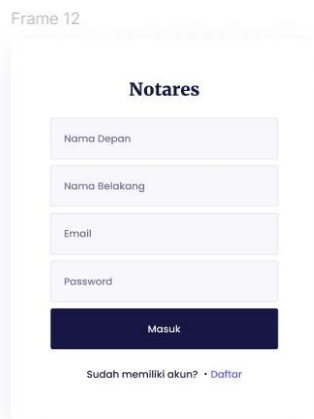 Frame 12
Notares
Nama Depan
Nama Belakang
Email
Password
Masuk
Sudah memiliki akun? • Daftar